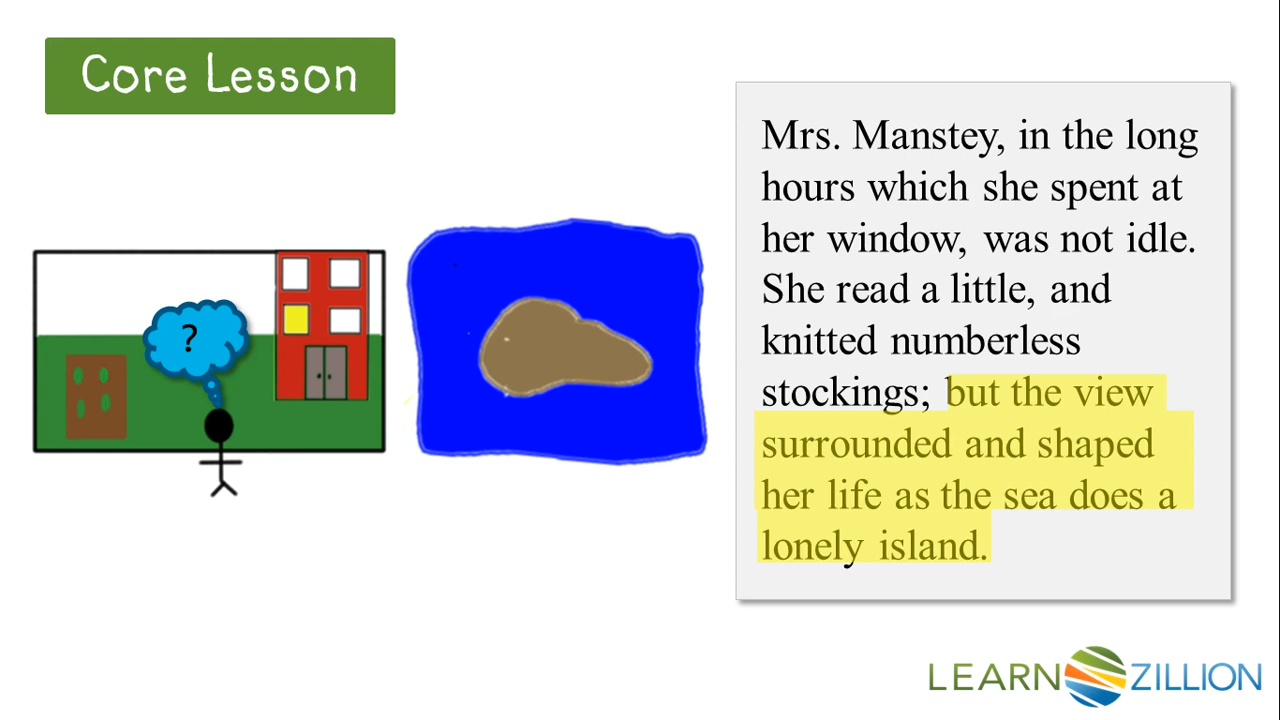 Core Lesson
?
Mrs. Manstey, in the long
hours which she spent at
her window, was not idle.
She read a little, and
knitted numberless
stockings; but the view
surrounded and shaped
her life as the sea does a
lonely island.
LEARN ZILLION